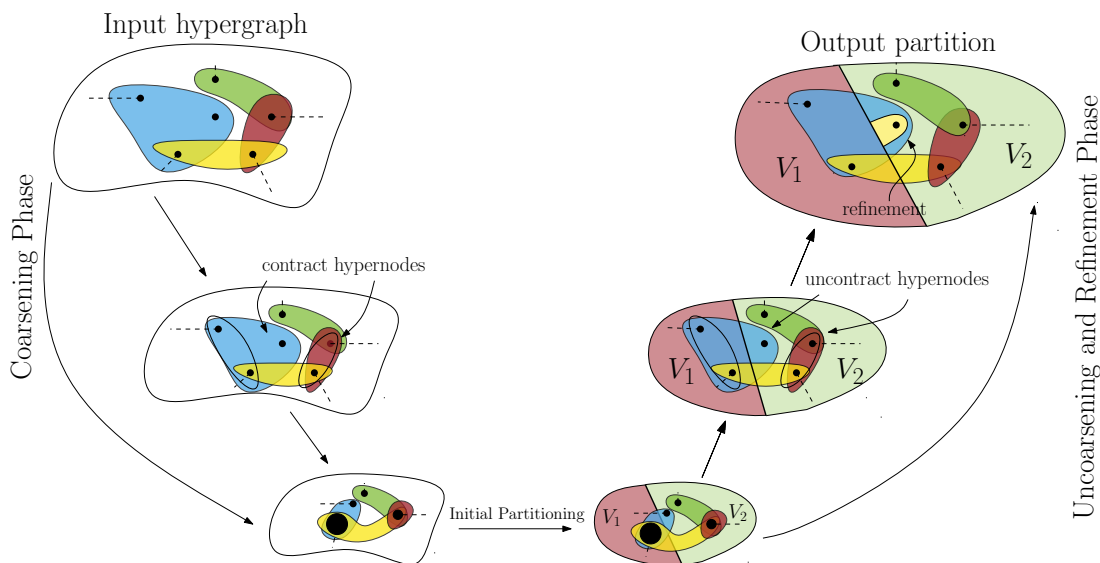 Input hypergraph
Output partition
Coarsening Phase
Uncoarsening and Refinement Phase
V1
V2
refinement
contract hypernodes
uncontract hypernodes
V1
V2
Initial Partitioning
V1
V2